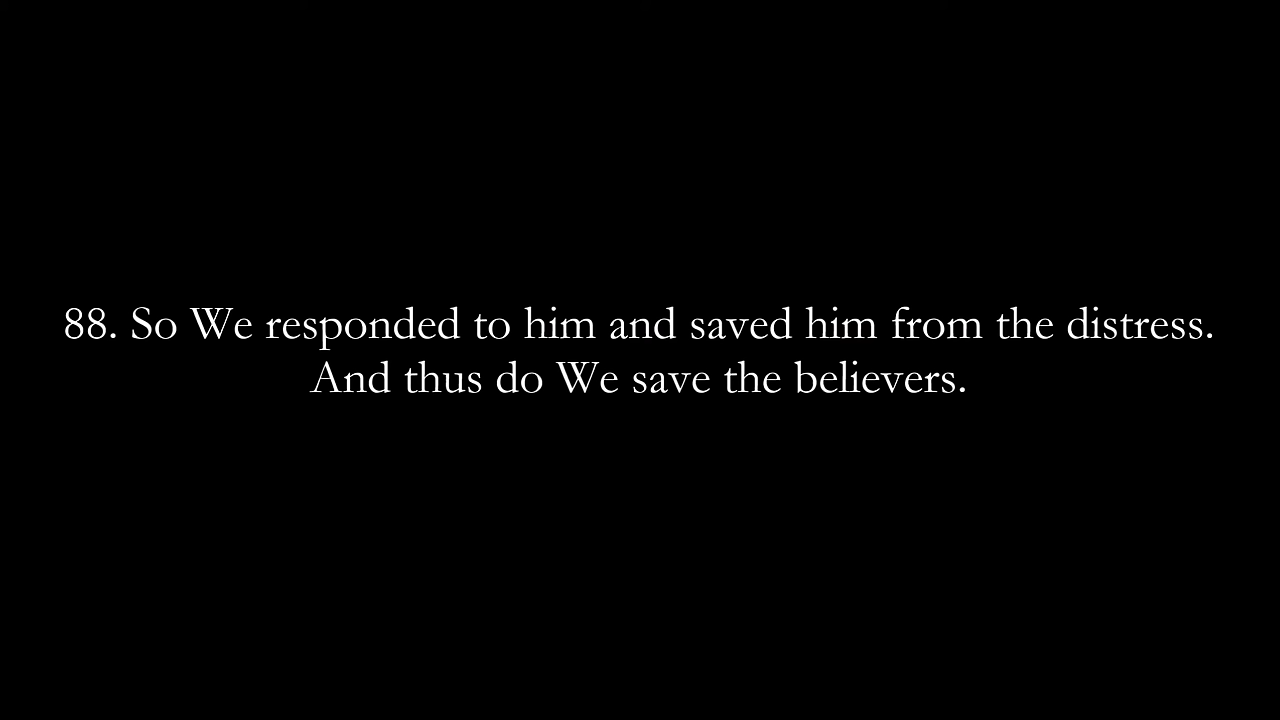 88. So We responded to him and saved him from the distress.
And thus do We save the believers.